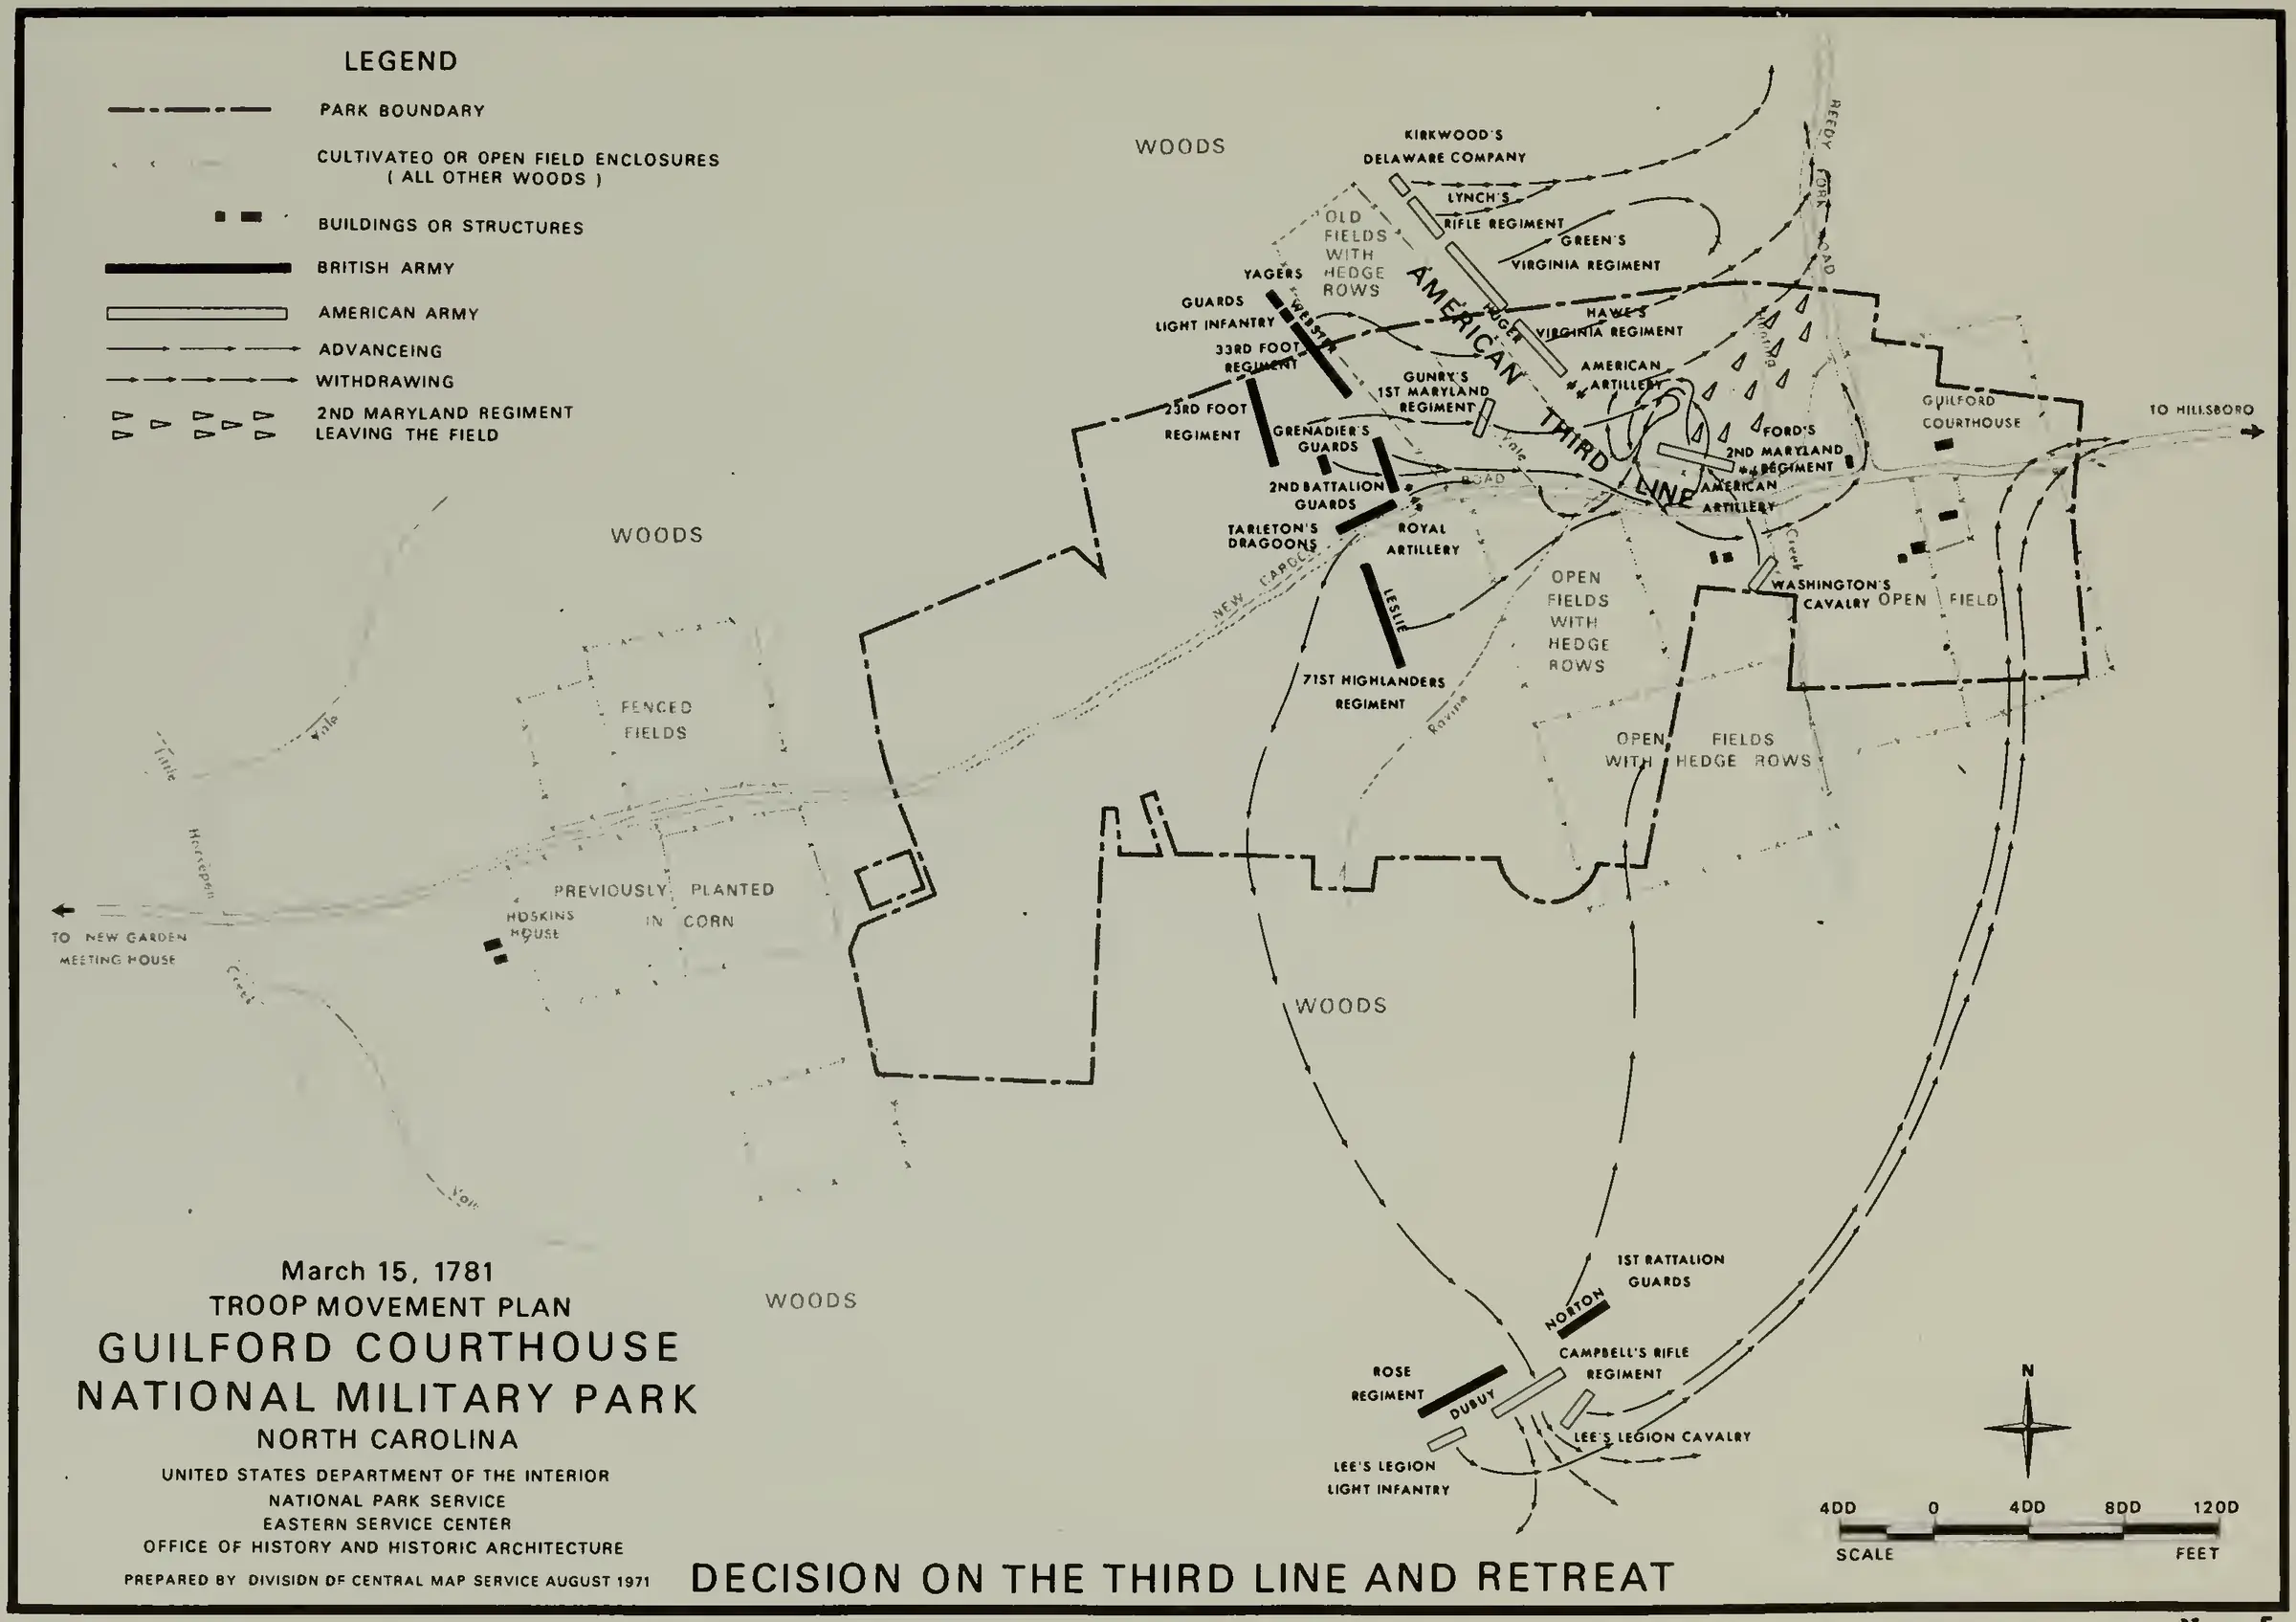 LEGEND
PARK BOUNDARY
CULTIVATED OR OPEN FIELD ENCLOSURES
( ALL OTHER WOODS )
BUILDINGS OR STRUCTURES
BRITISH ARMY
AMERICAN ARMY
ADVANCEING
WITHDRAWING
2ND MARYLAND REGIMENT
LEAVING THE FIELD
WOODS
KIRKWOOD'S
DELAWARE COMPANY
LYNCH'S
RIFLE REGIMENT
GREEN'S
VIRGINIA REGIMENT
REEDY FORK ROAD
OLD
FIELDS
WITH
HEDGE
ROWS
YAGERS
GUARDS
LIGHT INFANTRY
WEBSTER
33RD FOOT
REGIMENT
AMERICAN THIRD LINE
HUGER
HAWE'S
VIRGINIA REGIMENT
AMERICAN
ARTILLERY
GUNRY'S
1ST MARYLAND
REGIMENT
23RD FOOT
REGIMENT
GRENADIER'S
GUARDS
2ND BATTALION
GUARDS
TARLETON'S
DRAGOONS
ROYAL
ARTILLERY
Vale
ROAD
FORD'S
2ND MARYLAND
REGIMENT
AMERICAN
ARTILLERY
Hunting
Creek
GUILFORD
COURTHOUSE
TO HILLSBORO
WASHINGTON'S
CAVALRY
OPEN FIELD
NEW GARDEN
LESLIE
71ST HIGHLANDERS
REGIMENT
OPEN
FIELDS
WITH
HEDGE
ROWS
Ravine
OPEN FIELDS
WITH HEDGE ROWS
WOODS
FENCED
FIELDS
Vale
Little
Horsepen
Creek
PREVIOUSLY PLANTED
IN CORN
HOSKINS
HOUSE
TO NEW GARDEN
MEETING HOUSE
Vale
WOODS
WOODS
1ST BATTALION
GUARDS
NORTON
CAMPBELL'S RIFLE
REGIMENT
ROSE
REGIMENT
DUBUY
LEE'S LEGION CAVALRY
LEE'S LEGION
LIGHT INFANTRY
March 15, 1781
TROOP MOVEMENT PLAN
GUILFORD COURTHOUSE
NATIONAL MILITARY PARK
NORTH CAROLINA
UNITED STATES DEPARTMENT OF THE INTERIOR
NATIONAL PARK SERVICE
EASTERN SERVICE CENTER
OFFICE OF HISTORY AND HISTORIC ARCHITECTURE
PREPARED BY DIVISION OF CENTRAL MAP SERVICE AUGUST 1971
DECISION ON THE THIRD LINE AND RETREAT
N
400 0 400 800 1200
SCALE FEET